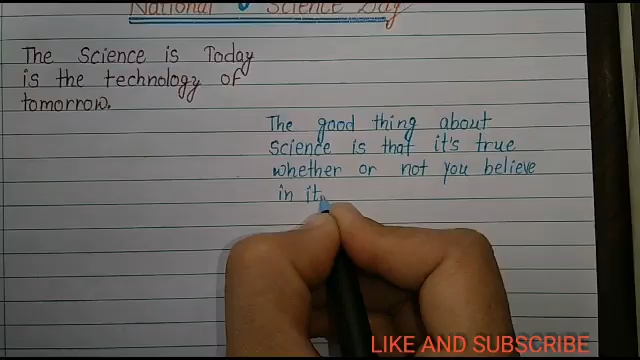 National Science Day
The Science is Today
is the technology of
tomorrow.
The good thing about
Science is that it's true
whether or not you believe
in it
LIKE AND SUBSCRIBE